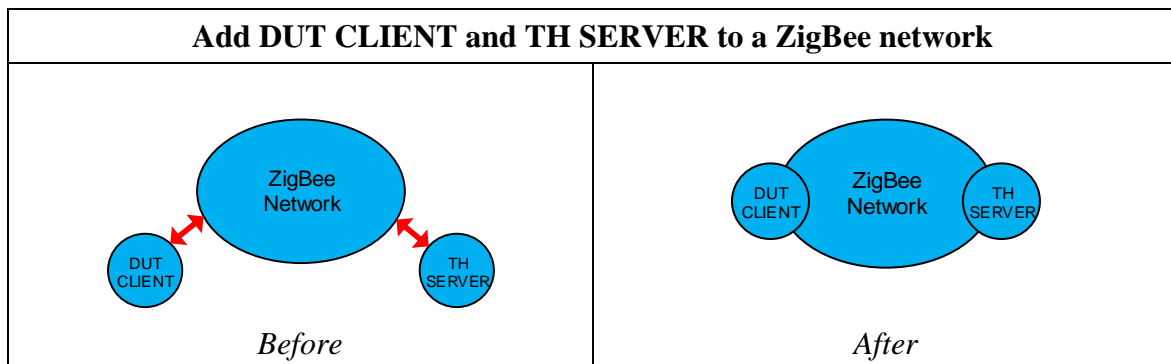 Add DUT CLIENT and TH SERVER to a ZigBee network
ZigBee
Network
DUT
CLIENT
TH
SERVER
Before
DUT
CLIENT
ZigBee
Network
TH
SERVER
After